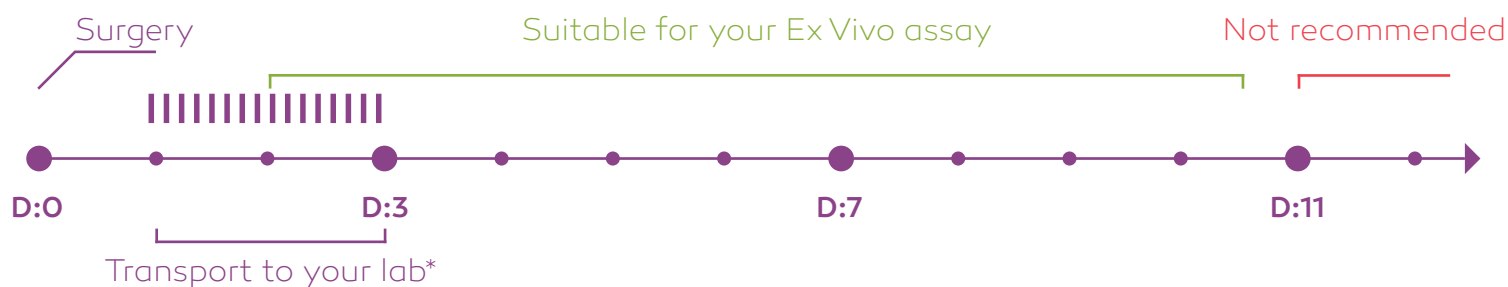 Surgery
Suitable for your Ex Vivo assay
Not recommended
D:0
D:3
D:7
D:11
Transport to your lab*